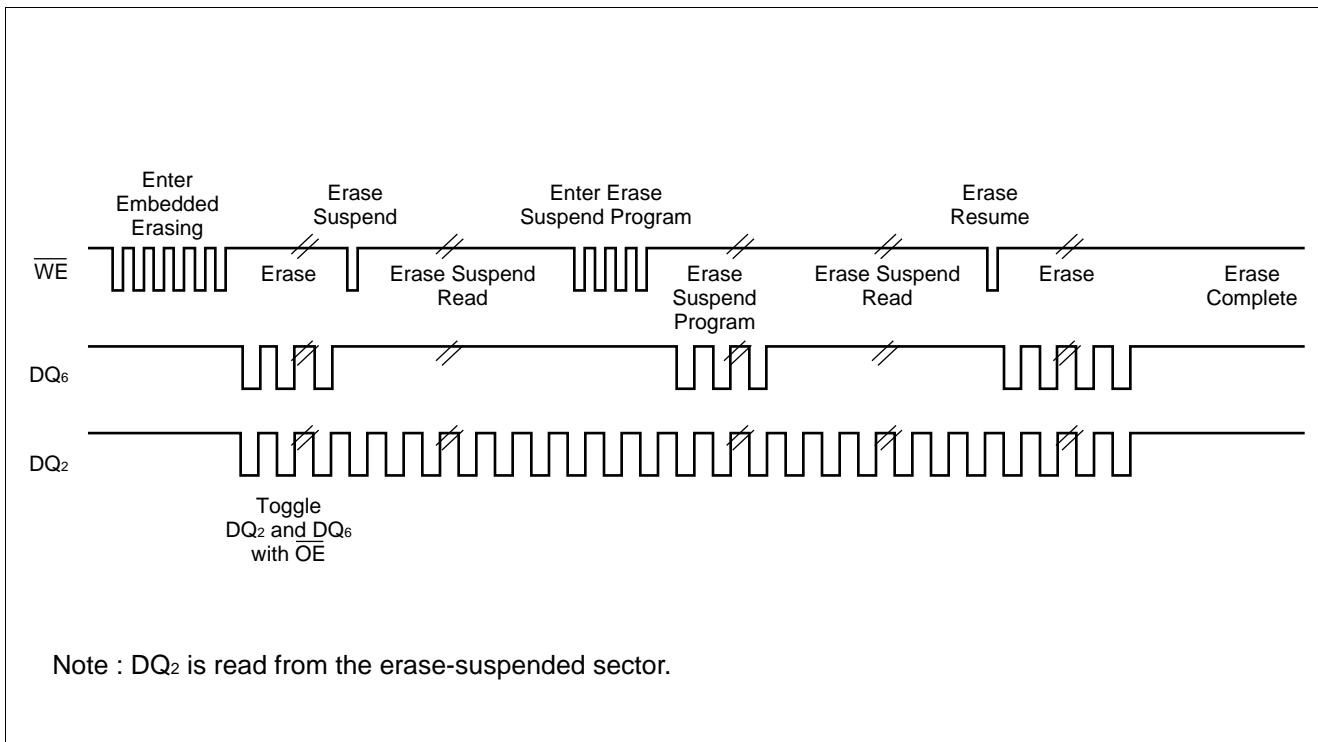 Enter
Embedded
Erasing
Erase
Suspend
Enter Erase
Suspend Program
Erase
Resume
WE
Erase
Erase Suspend
Read
Erase
Suspend
Program
Erase Suspend
Read
Erase
Erase
Complete
DQ6
DQ2
Toggle
DQ2 and DQ6
with OE
Note : DQ2 is read from the erase-suspended sector.